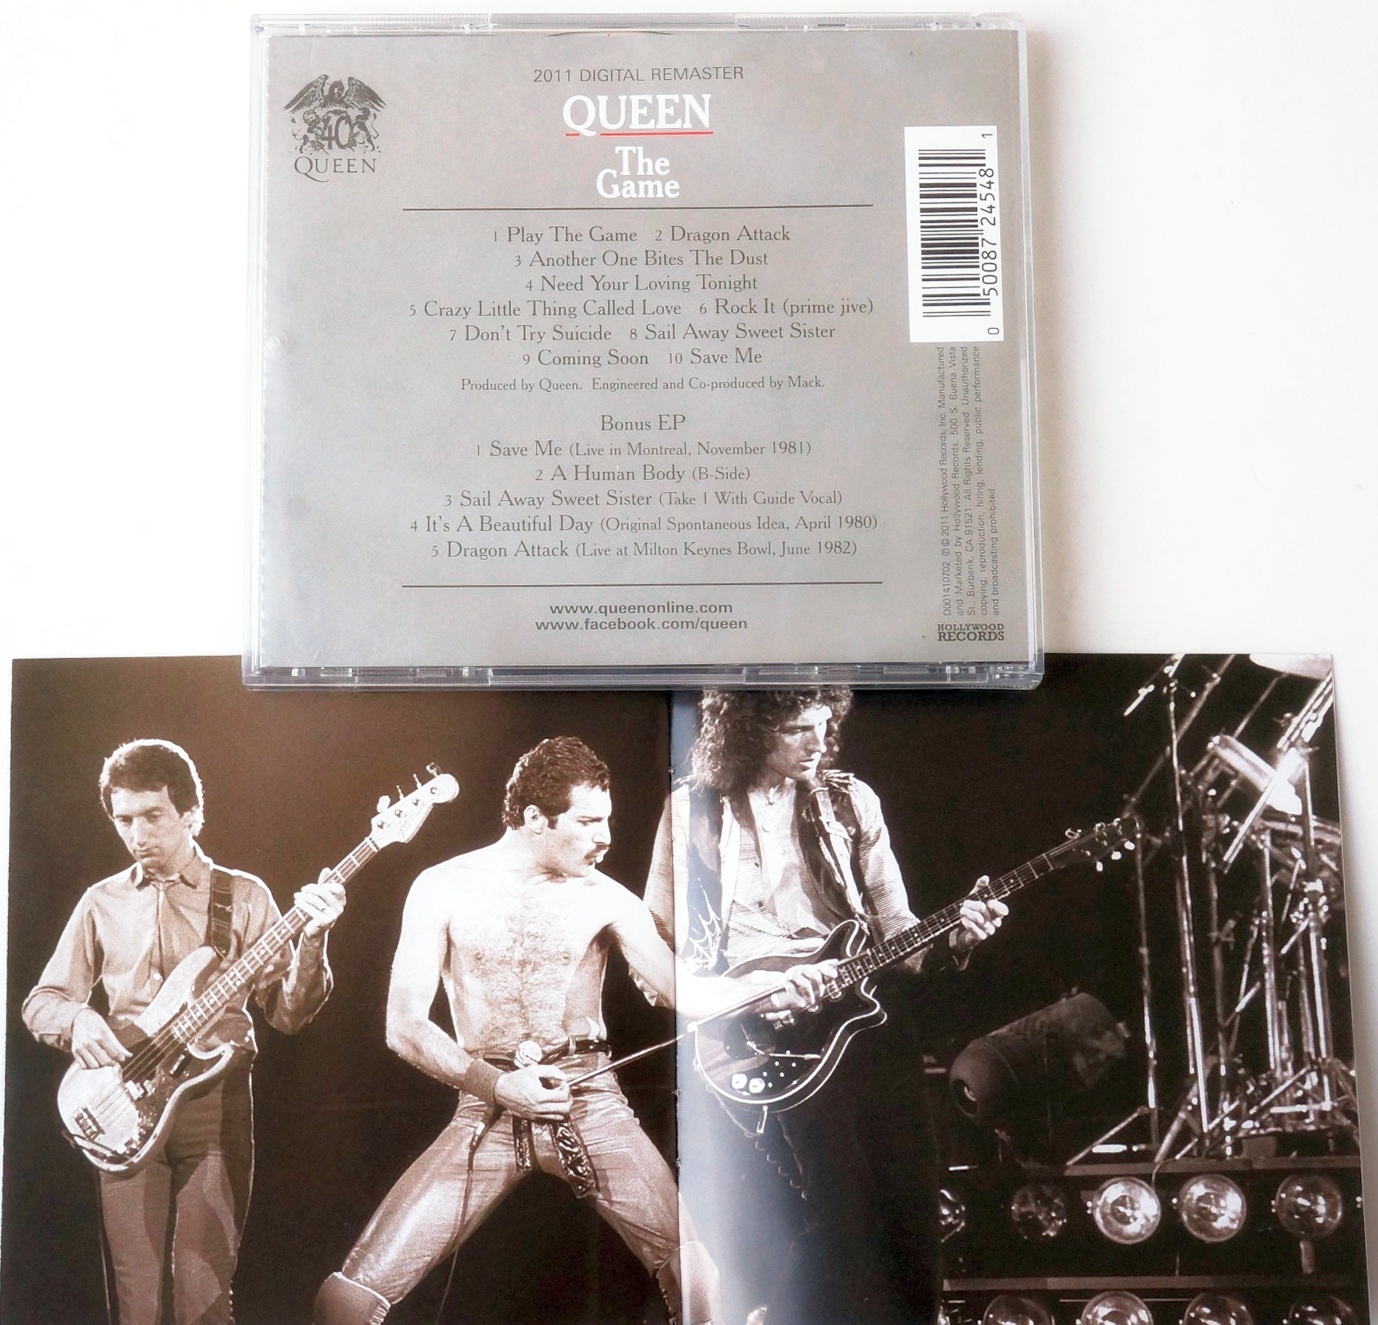 2011 DIGITAL REMASTER
QUEEN
The
Game
40
QUEEN
1 Play The Game 2 Dragon Attack
3 Another One Bites The Dust
4 Need Your Loving Tonight
5 Crazy Little Thing Called Love 6 Rock It (prime jive)
7 Don't Try Suicide 8 Sail Away Sweet Sister
9 Coming Soon 10 Save Me
Produced by Queen. Engineered and Co-produced by Mack.
Bonus EP
1 Save Me (Live in Montreal, November 1981)
2 A Human Body (B-Side)
3 Sail Away Sweet Sister (Take 1 With Guide Vocal)
4 It's A Beautiful Day (Original Spontaneous Idea, April 1980)
5 Dragon Attack (Live at Milton Keynes Bowl, June 1982)
www.queenonline.com
www.facebook.com/queen
0 50087 24548 1
D001410702 ℗ © 2011 Hollywood Records, Inc. Manufactured
and Marketed by Hollywood Records, 500 S. Buena Vista
St., Burbank, CA 91521. All Rights Reserved. Unauthorized
copying, reproduction, hiring, lending, public performance
and broadcasting prohibited
HOLLYWOOD
RECORDS